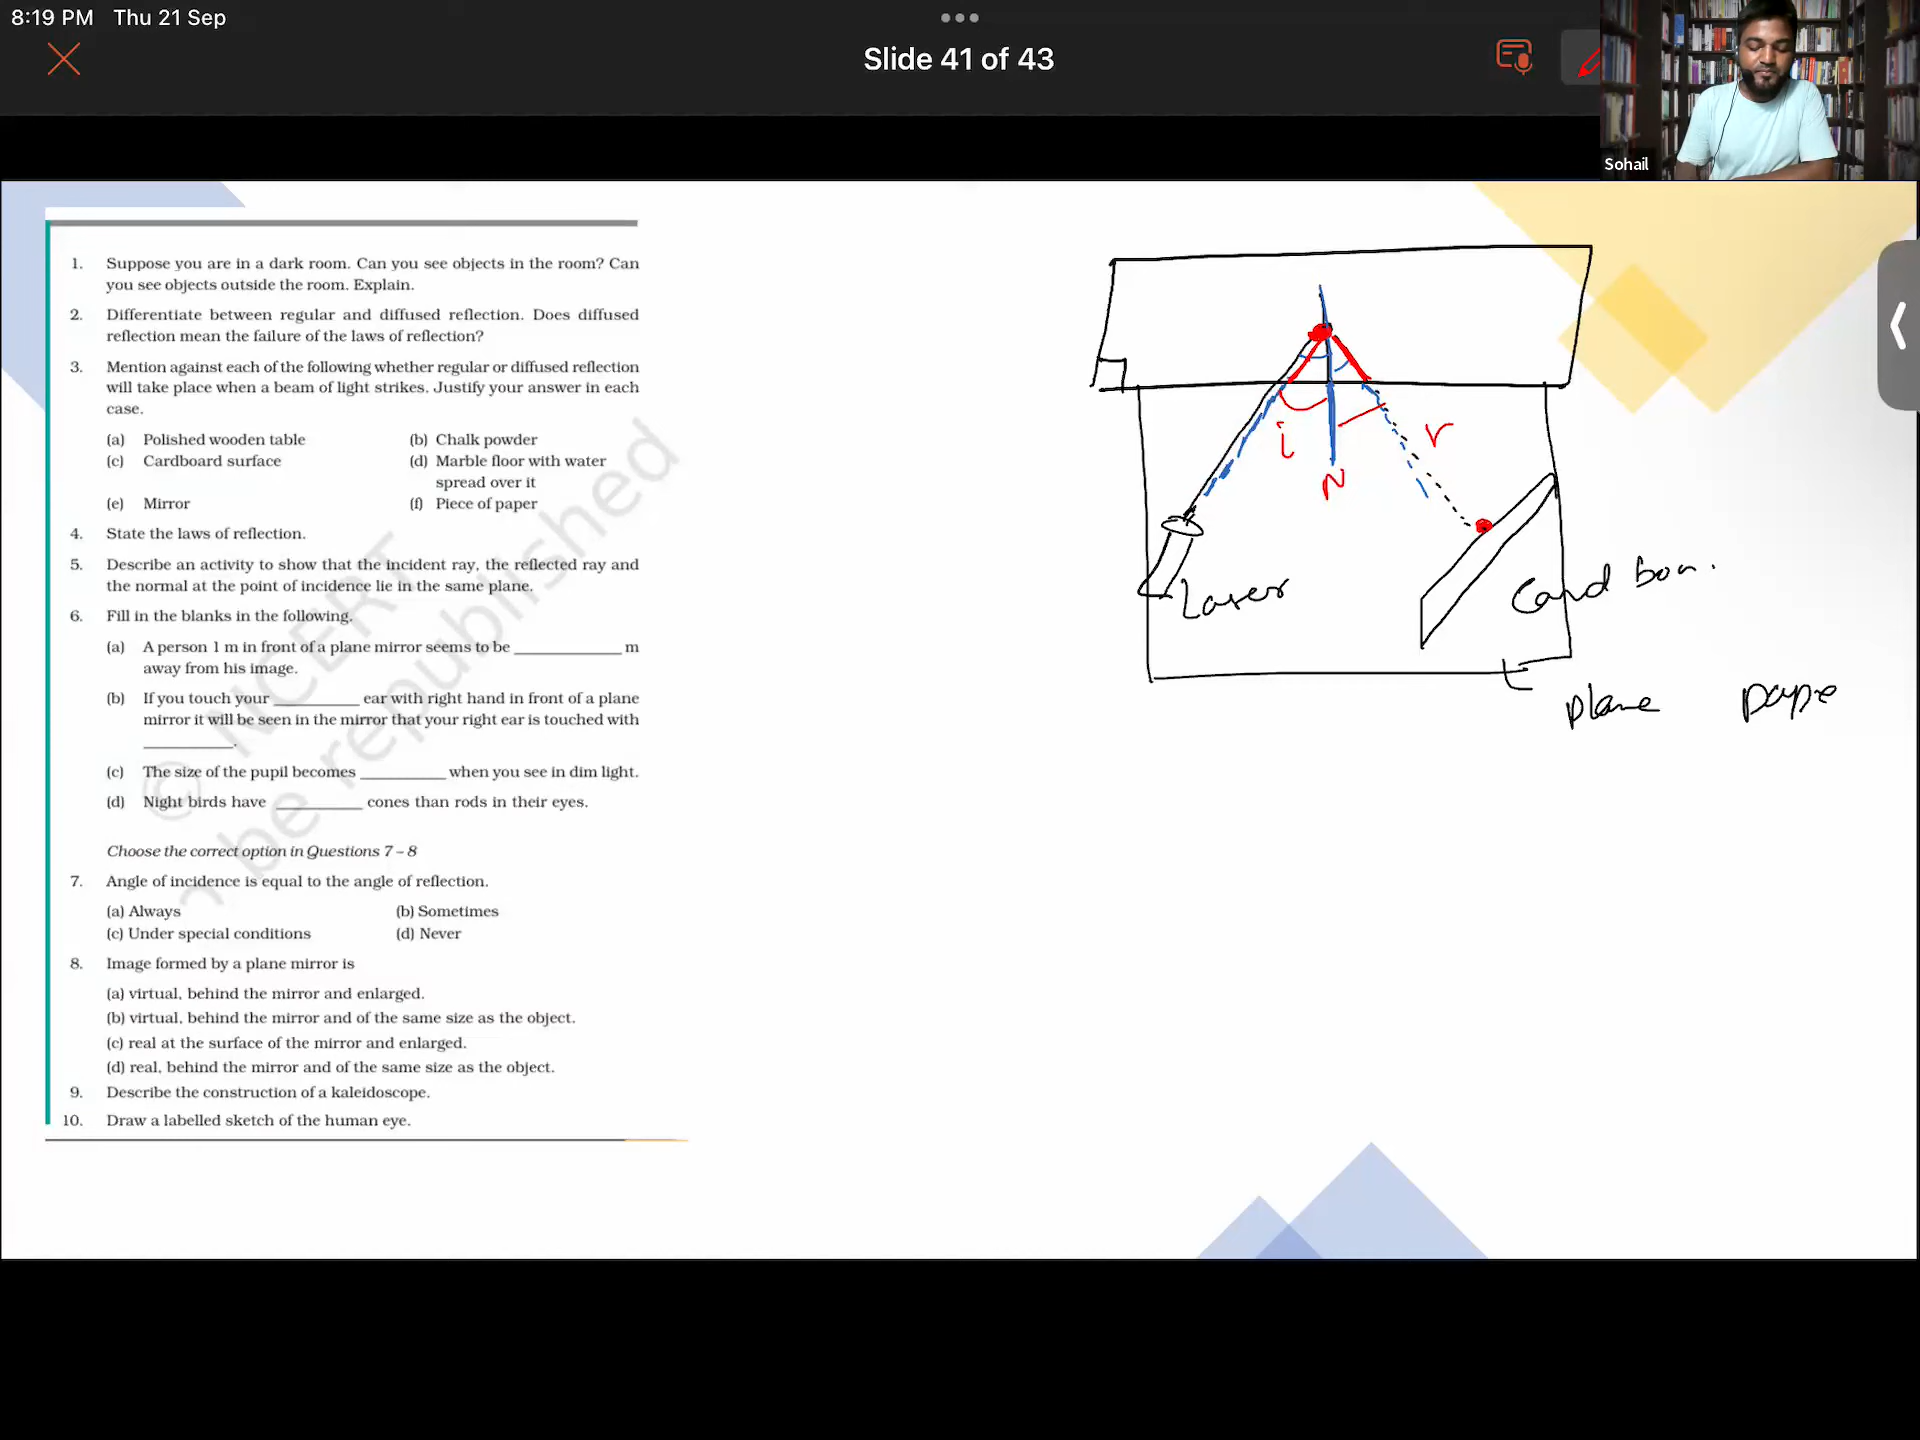 8:19 PM Thu 21 Sep
Slide 41 of 43
Sohail
1. Suppose you are in a dark room. Can you see objects in the room? Can
you see objects outside the room. Explain.
2. Differentiate between regular and diffused reflection. Does diffused
reflection mean the failure of the laws of reflection?
3. Mention against each of the following whether regular or diffused reflection
will take place when a beam of light strikes. Justify your answer in each
case.
(a) Polished wooden table (b) Chalk powder
(c) Cardboard surface (d) Marble floor with water
spread over it
(e) Mirror (f) Piece of paper
4. State the laws of reflection.
5. Describe an activity to show that the incident ray, the reflected ray and
the normal at the point of incidence lie in the same plane.
6. Fill in the blanks in the following.
(a) A person 1 m in front of a plane mirror seems to be _______________ m
away from his image.
(b) If you touch your ____________ ear with right hand in front of a plane
mirror it will be seen in the mirror that your right ear is touched with
____________.
(c) The size of the pupil becomes ____________ when you see in dim light.
(d) Night birds have ____________ cones than rods in their eyes.
Choose the correct option in Questions 7 – 8
7. Angle of incidence is equal to the angle of reflection.
(a) Always (b) Sometimes
(c) Under special conditions (d) Never
8. Image formed by a plane mirror is
(a) virtual, behind the mirror and enlarged.
(b) virtual, behind the mirror and of the same size as the object.
(c) real at the surface of the mirror and enlarged.
(d) real, behind the mirror and of the same size as the object.
9. Describe the construction of a kaleidoscope.
10. Draw a labelled sketch of the human eye.
© NCERT
be republished
i r
N
Laser
Card boa.
plane pape